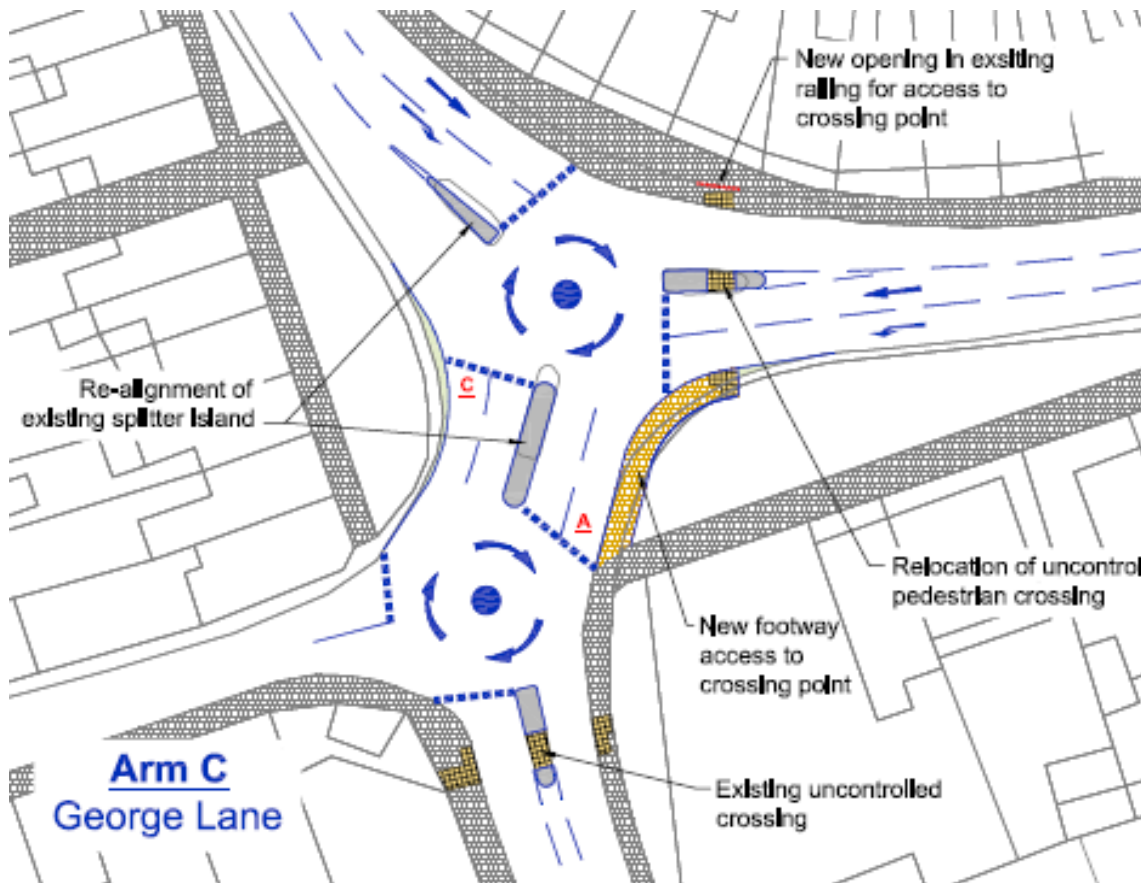 New opening in exsiting
railing for access to
crossing point
Re-alignment of
existing splitter island
C
A
Relocation of uncontrol
pedestrian crossing
New footway
access to
crossing point
Existing uncontrolled
crossing
Arm C
George Lane